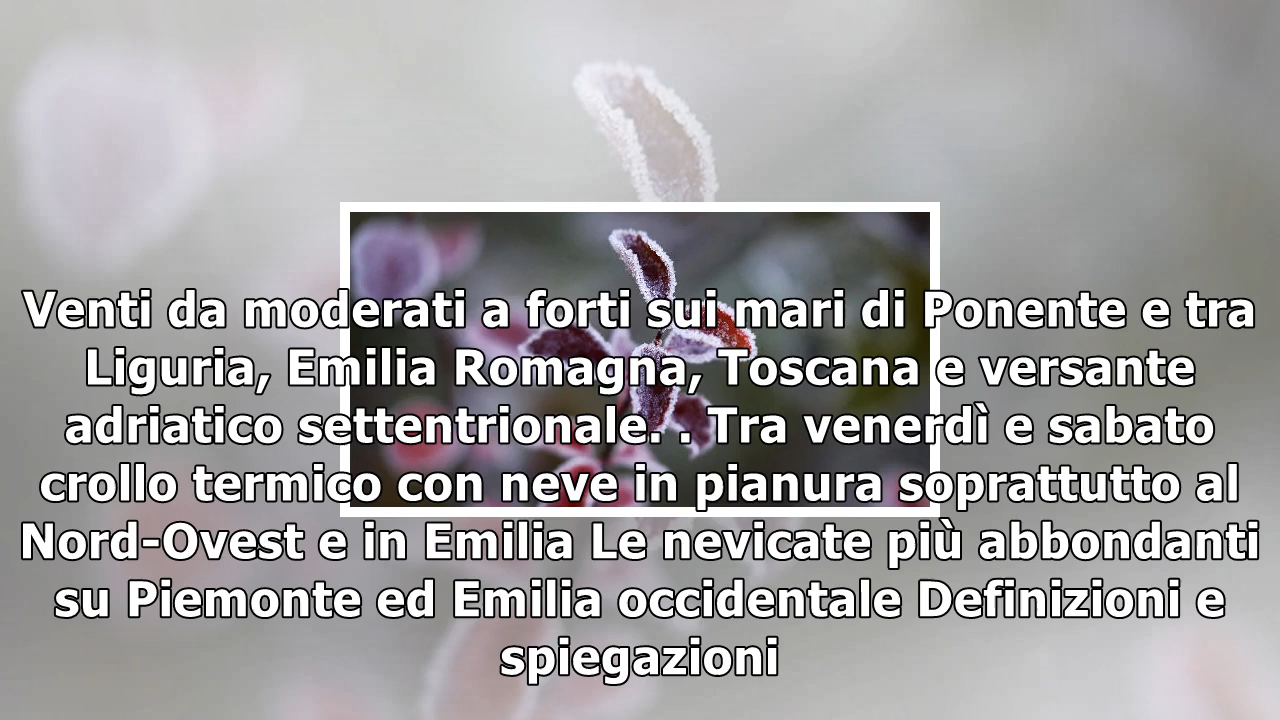 Venti da moderati a forti sui mari di Ponente e tra
Liguria, Emilia Romagna, Toscana e versante
adriatico settentrionale. . Tra venerdì e sabato
crollo termico con neve in pianura soprattutto al
Nord-Ovest e in Emilia Le nevicate più abbondanti
su Piemonte ed Emilia occidentale Definizioni e
spiegazioni